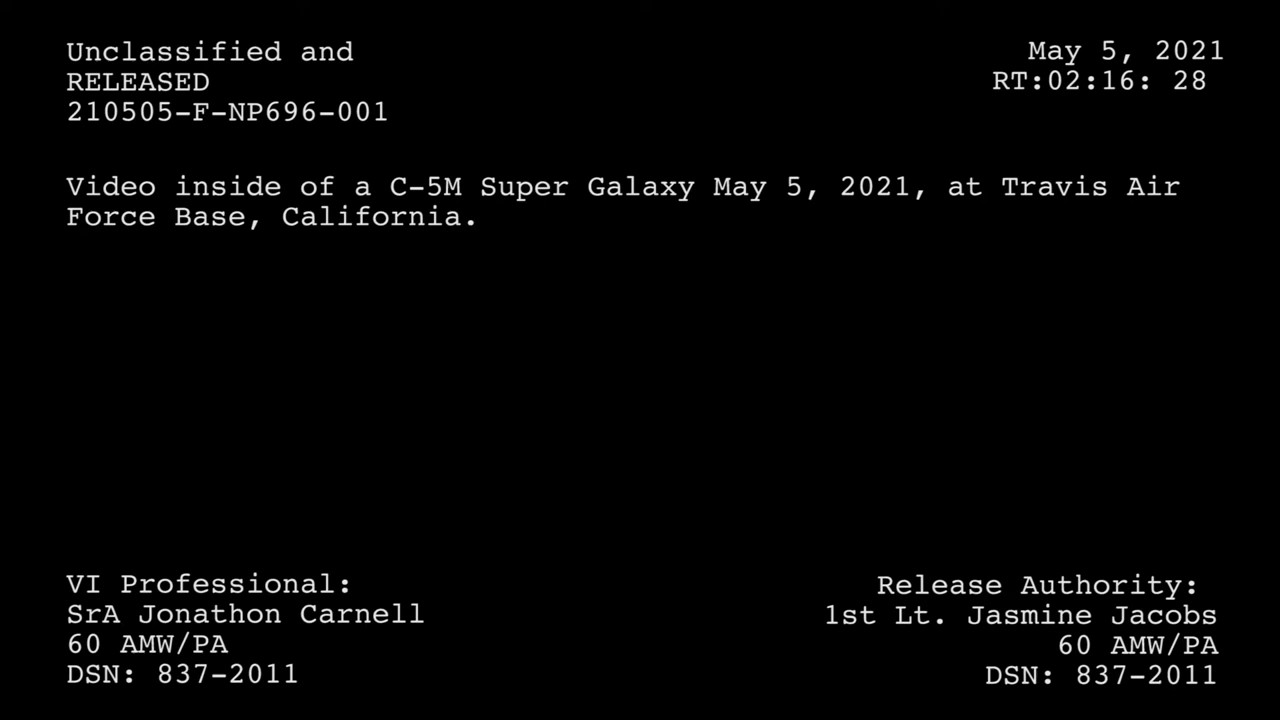 Unclassified and
RELEASED
210505-F-NP696-001
May 5, 2021
RT:02:16: 28
Video inside of a C-5M Super Galaxy May 5, 2021, at Travis Air
Force Base, California.
VI Professional:
SrA Jonathon Carnell
60 AMW/PA
DSN: 837-2011
Release Authority:
1st Lt. Jasmine Jacobs
60 AMW/PA
DSN: 837-2011